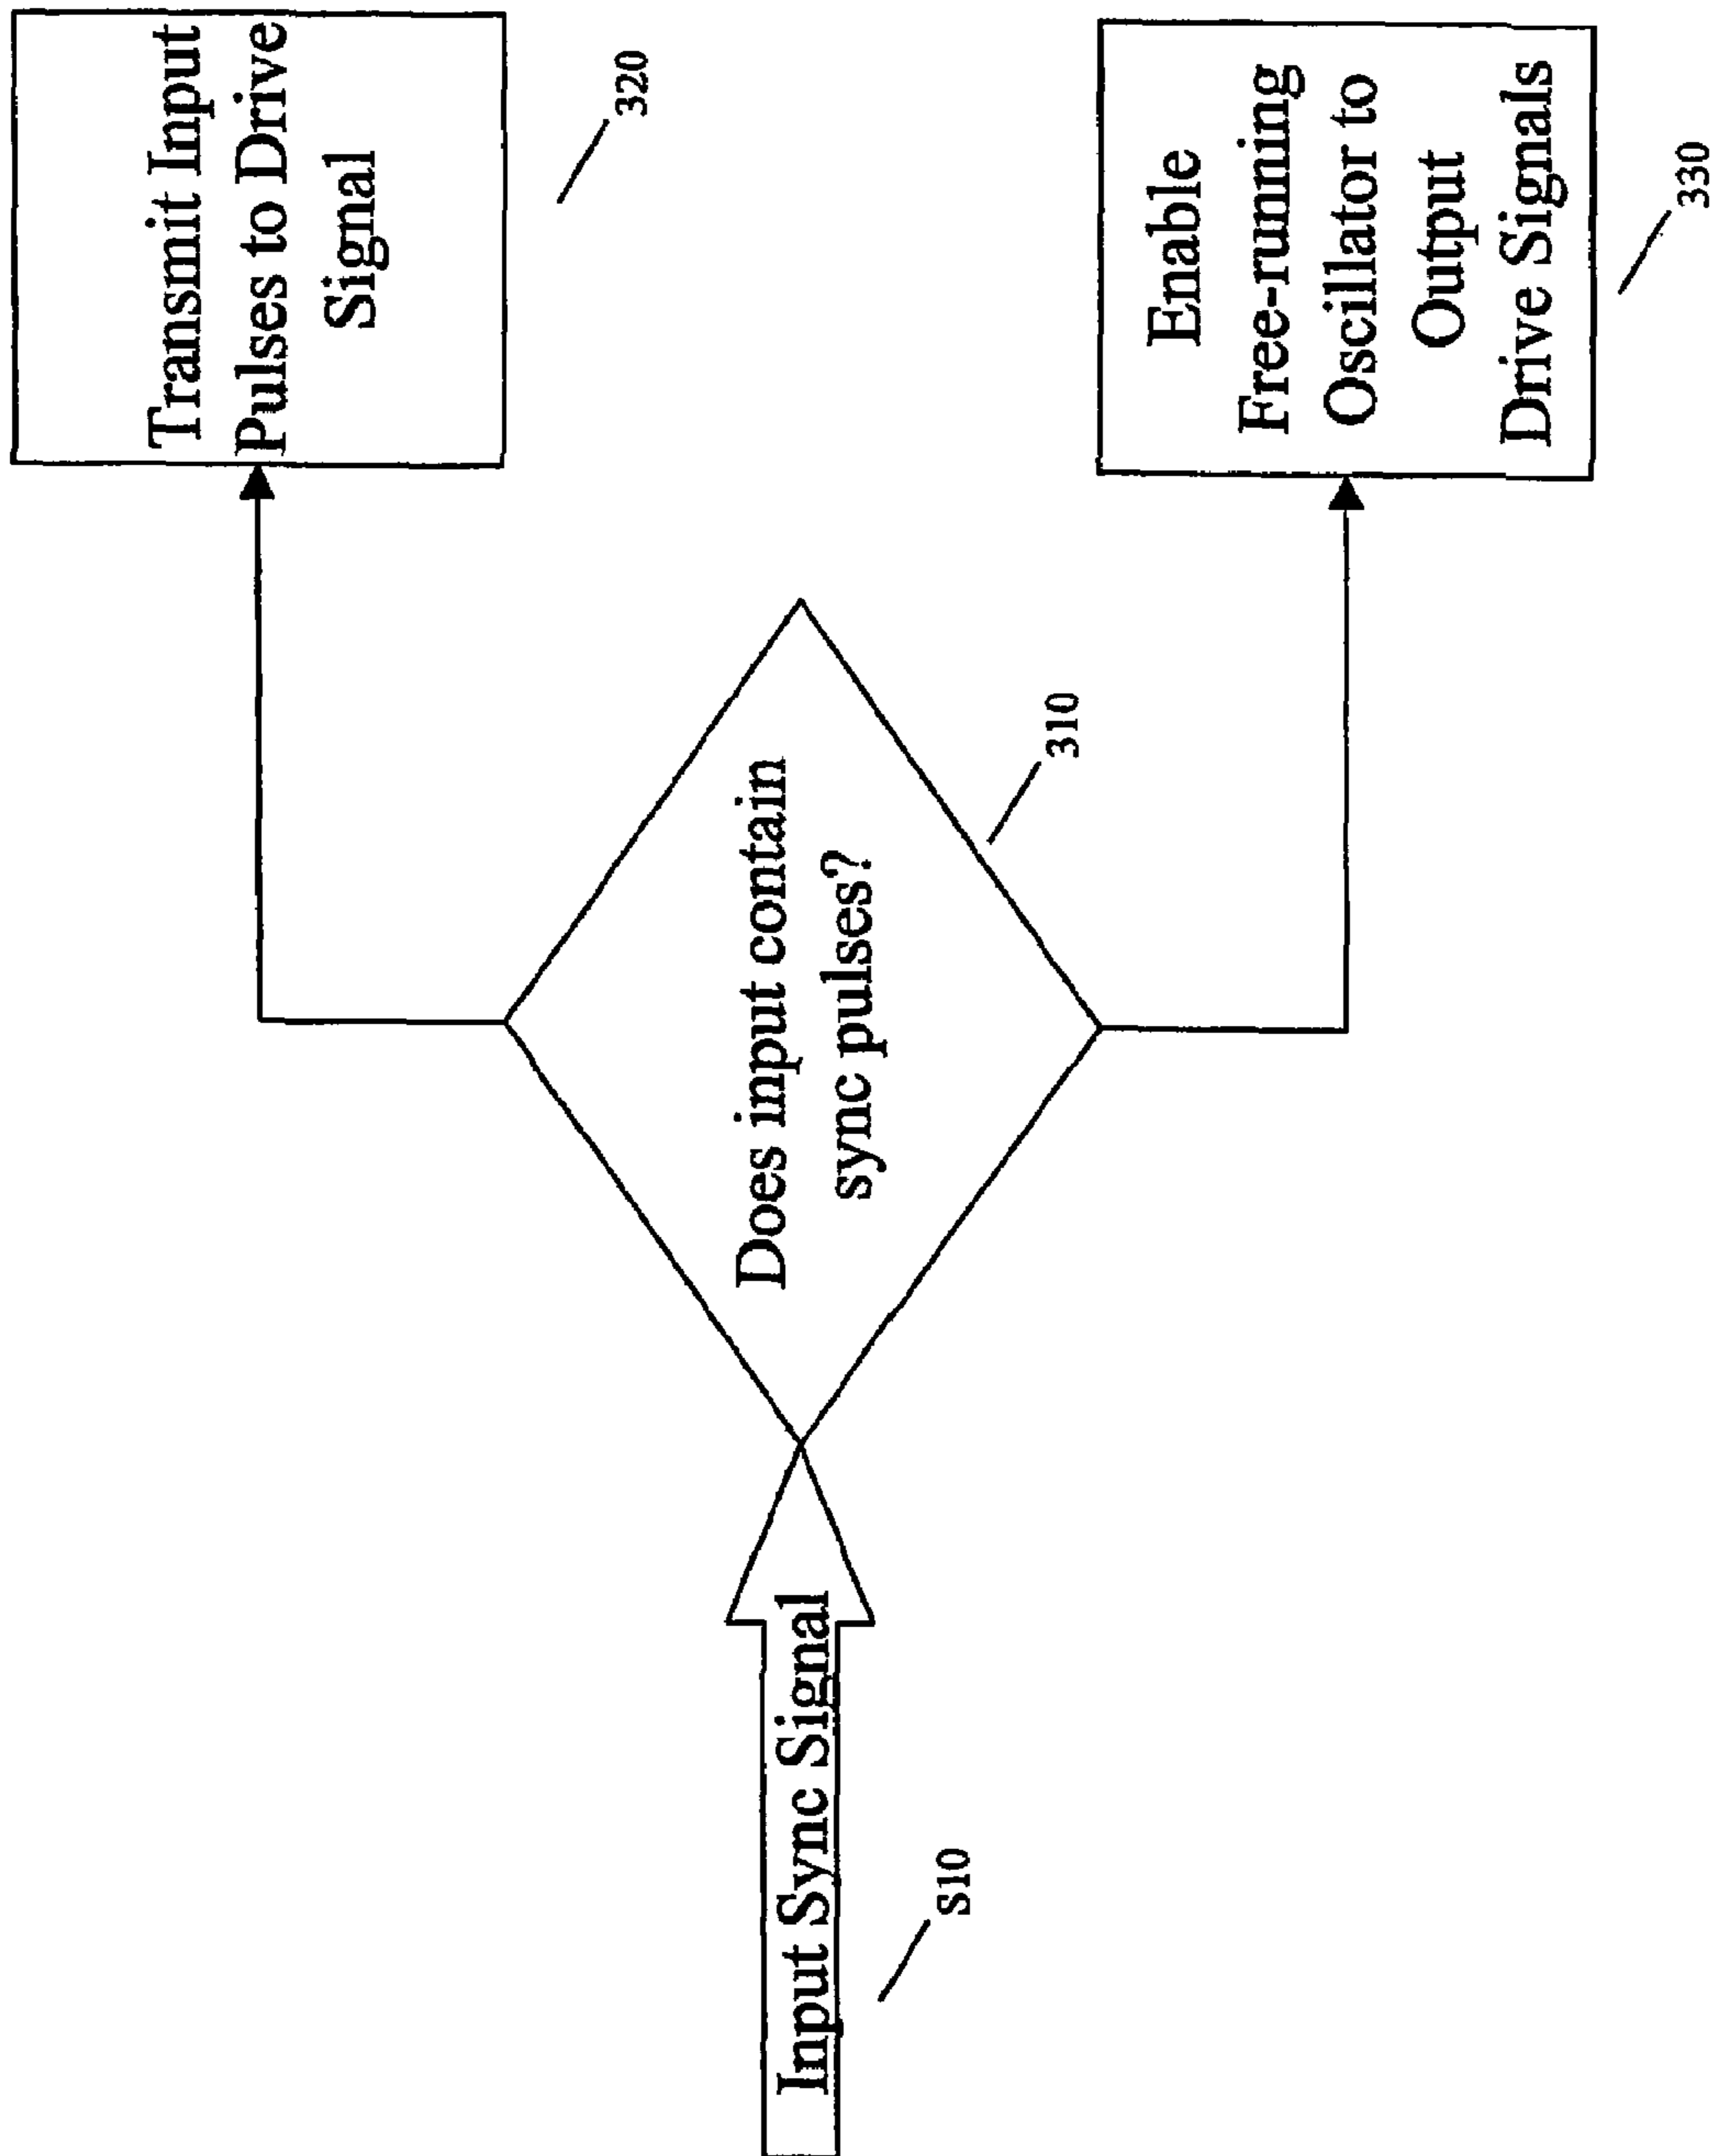 Input Sync Signal
S10
Does input contain
sync pulses?
310
Transmit Input
Pulses to Drive
Signal
320
Enable
Free-running
Oscillator to
Output
Drive Signals
330